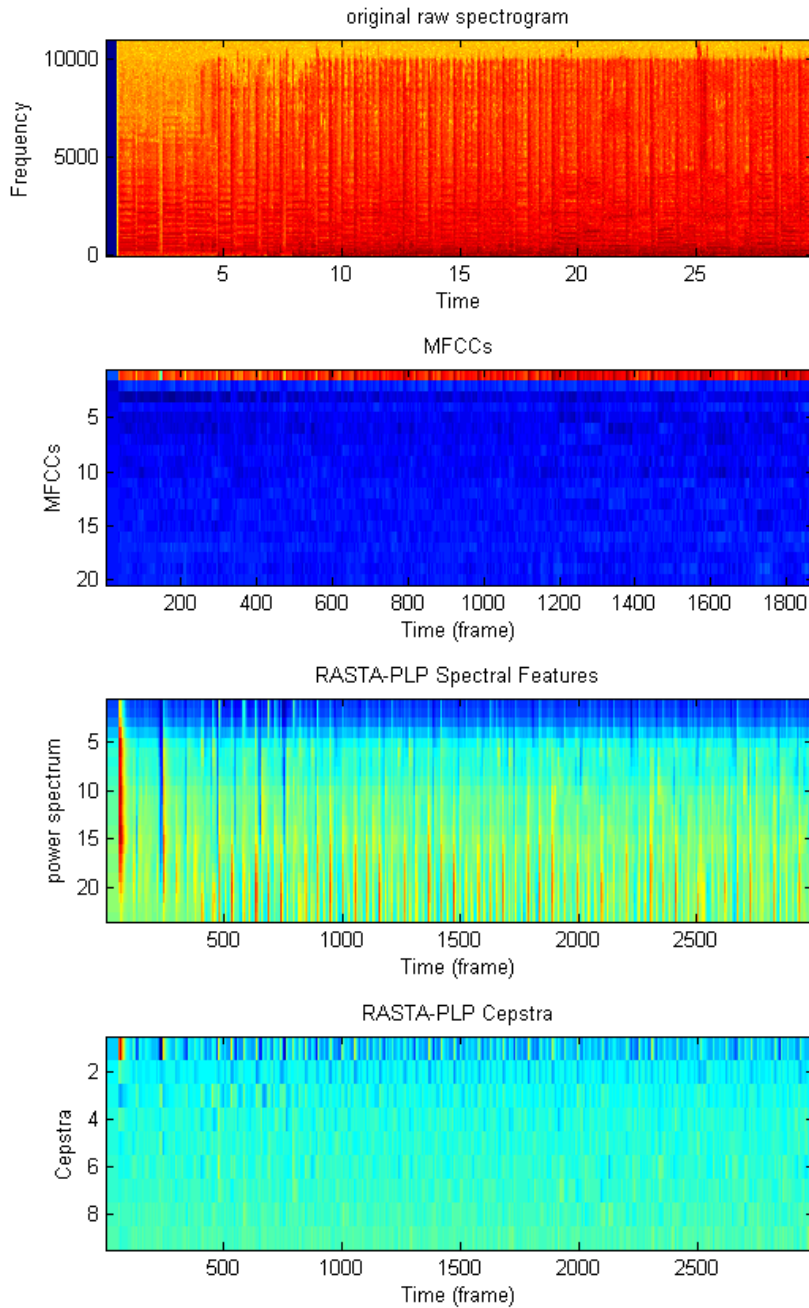 original raw spectrogram
Frequency
10000
5000
0
5 10 15 20 25
Time
MFCCs
MFCCs
5
10
15
20
200 400 600 800 1000 1200 1400 1600 1800
Time (frame)
RASTA-PLP Spectral Features
power spectrum
5
10
15
20
500 1000 1500 2000 2500
Time (frame)
RASTA-PLP Cepstra
Cepstra
2
4
6
8
500 1000 1500 2000 2500
Time (frame)